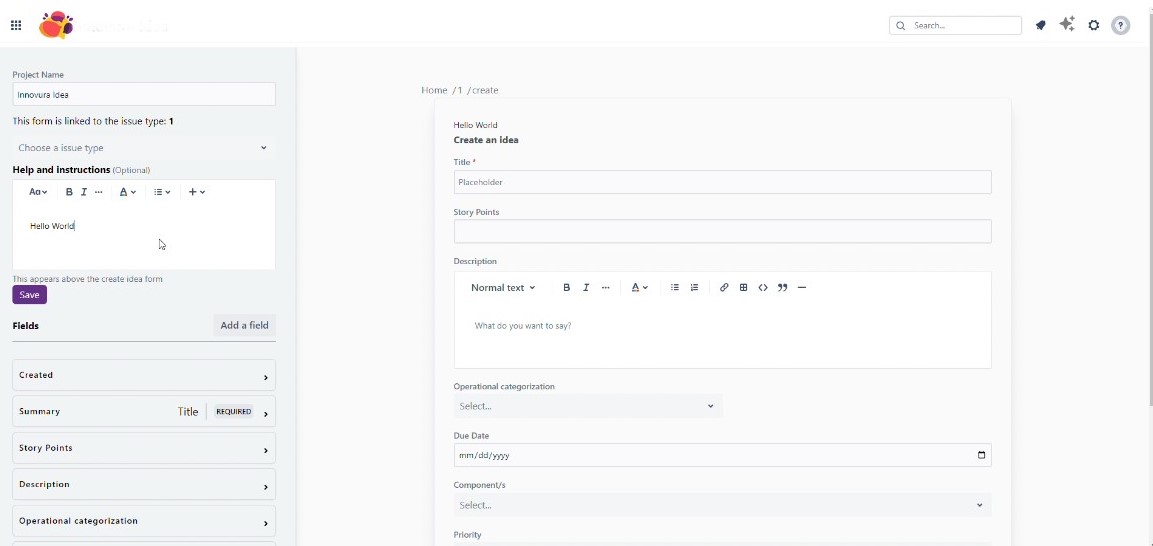 Search...
?
Project Name
Innovura Idea
This form is linked to the issue type: 1
Choose a issue type
Help and instructions (Optional)
Aa B I ... A
Hello World
This appears above the create idea form
Save
Fields
Add a field
Created
Summary Title REQUIRED
Story Points
Description
Operational categorization
Home /1 /create
Hello World
Create an idea
Title *
Placeholder
Story Points
Description
Normal text B I ... A
What do you want to say?
Operational categorization
Select...
Due Date
mm/dd/yyyy
Component/s
Select...
Priority